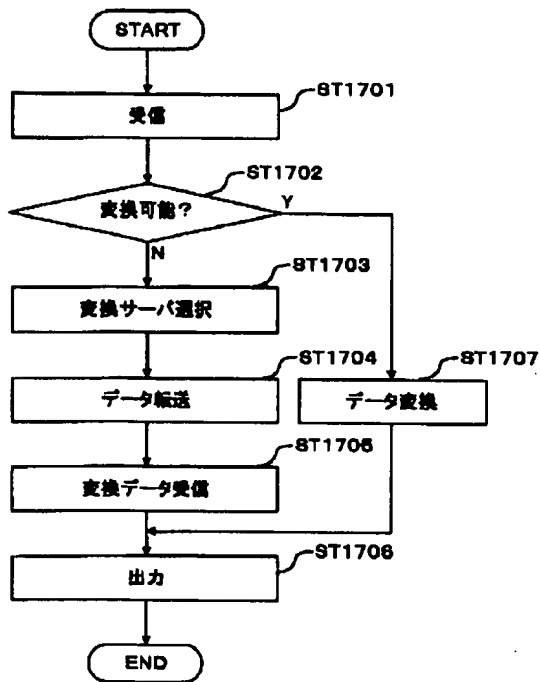 START
ST1701
受信
ST1702
変換可能?
Y
N
ST1703
変換サーバ選択
ST1704
データ転送
ST1707
データ変換
ST1705
変換データ受信
ST1706
出力
END